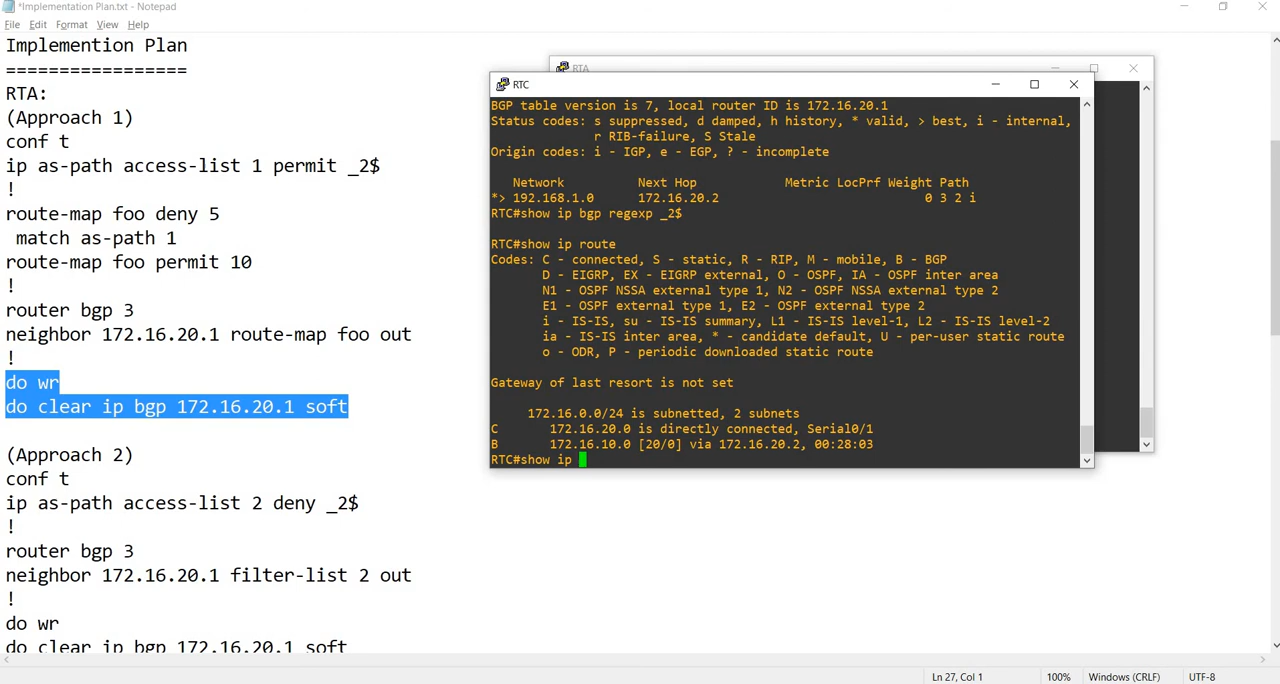 *Implementation Plan.txt - Notepad
File Edit Format View Help
Implemention Plan
=================
RTA:
(Approach 1)
conf t
ip as-path access-list 1 permit _2$
!
route-map foo deny 5
 match as-path 1
route-map foo permit 10
!
router bgp 3
neighbor 172.16.20.1 route-map foo out
!
do wr
do clear ip bgp 172.16.20.1 soft
(Approach 2)
conf t
ip as-path access-list 2 deny _2$
!
router bgp 3
neighbor 172.16.20.1 filter-list 2 out
!
do wr
do clear ip bgp 172.16.20.1 soft
RTA
RTC
BGP table version is 7, local router ID is 172.16.20.1
Status codes: s suppressed, d damped, h history, * valid, > best, i - internal,
              r RIB-failure, S Stale
Origin codes: i - IGP, e - EGP, ? - incomplete
   Network          Next Hop            Metric LocPrf Weight Path
*> 192.168.1.0      172.16.20.2                            0 3 2 i
RTC#show ip bgp regexp _2$
RTC#show ip route
Codes: C - connected, S - static, R - RIP, M - mobile, B - BGP
       D - EIGRP, EX - EIGRP external, O - OSPF, IA - OSPF inter area
       N1 - OSPF NSSA external type 1, N2 - OSPF NSSA external type 2
       E1 - OSPF external type 1, E2 - OSPF external type 2
       i - IS-IS, su - IS-IS summary, L1 - IS-IS level-1, L2 - IS-IS level-2
       ia - IS-IS inter area, * - candidate default, U - per-user static route
       o - ODR, P - periodic downloaded static route
Gateway of last resort is not set
     172.16.0.0/24 is subnetted, 2 subnets
C       172.16.20.0 is directly connected, Serial0/1
B       172.16.10.0 [20/0] via 172.16.20.2, 00:28:03
RTC#show ip
Ln 27, Col 1 100% Windows (CRLF) UTF-8